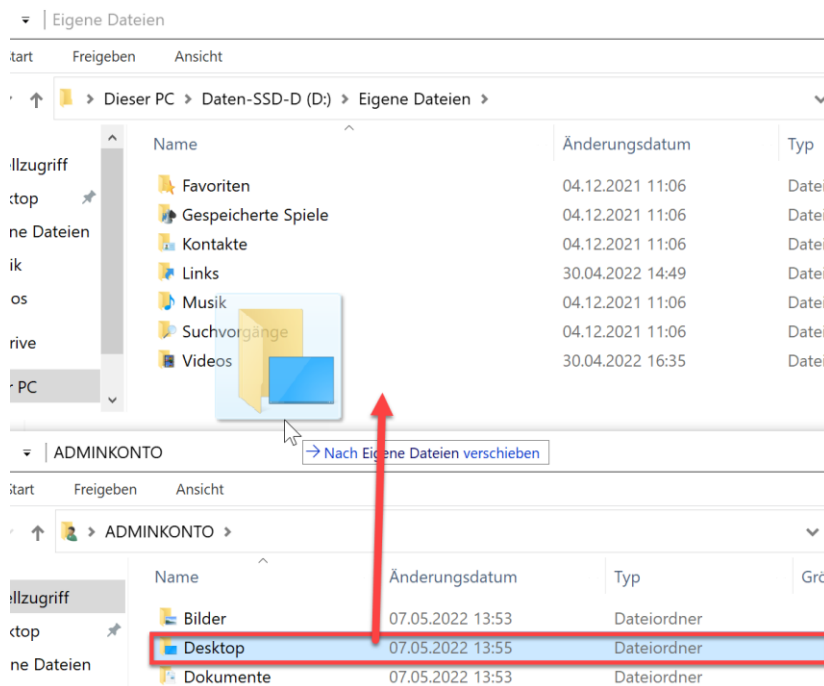 Eigene Dateien
Start Freigeben Ansicht
Dieser PC > Daten-SSD-D (D:) > Eigene Dateien >
Name Änderungsdatum Typ
llzugriff
Favoriten 04.12.2021 11:06 Datei
ktop Gespeicherte Spiele 04.12.2021 11:06 Datei
ne Dateien Kontakte 04.12.2021 11:06 Datei
ik Links 30.04.2022 14:49 Datei
os Musik 04.12.2021 11:06 Datei
rive Suchvorgänge 04.12.2021 11:06 Datei
Videos 30.04.2022 16:35 Datei
r PC
ADMINKONTO
→ Nach Eigene Dateien verschieben
Start Freigeben Ansicht
> ADMINKONTO >
Name Änderungsdatum Typ Grö
llzugriff
Bilder 07.05.2022 13:53 Dateiordner
ktop
Desktop 07.05.2022 13:55 Dateiordner
ne Dateien
Dokumente 07.05.2022 13:53 Dateiordner